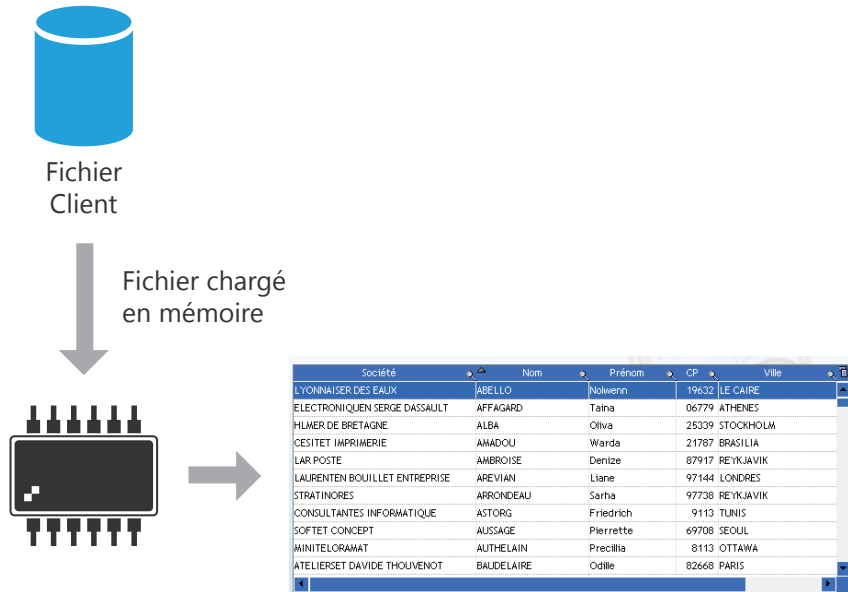 Fichier
Client
Fichier chargé
en mémoire
Société Nom Prénom CP Ville
LYONNAISER DES EAUX ABELLO Nolwenn 19632 LE CAIRE
ELECTRONIQUEN SERGE DASSAULT AFFAGARD Taina 06779 ATHENES
HLMER DE BRETAGNE ALBA Oliva 25339 STOCKHOLM
CESITET IMPRIMERIE AMADOU Warda 21787 BRASILIA
LAR POSTE AMBROISE Denize 87917 REYKJAVIK
LAURENTEN BOUILLET ENTREPRISE AREVIAN Liane 97144 LONDRES
STRATINORES ARRONDEAU Sarha 97738 REYKJAVIK
CONSULTANTES INFORMATIQUE ASTORG Friedrich 9113 TUNIS
SOFTET CONCEPT AUSSAGE Pierrette 69708 SEOUL
MINITELORAMAT AUTHELAIN Precillia 8113 OTTAWA
ATELIERSET DAVIDE THOUVENOT BAUDELAIRE Odille 82668 PARIS